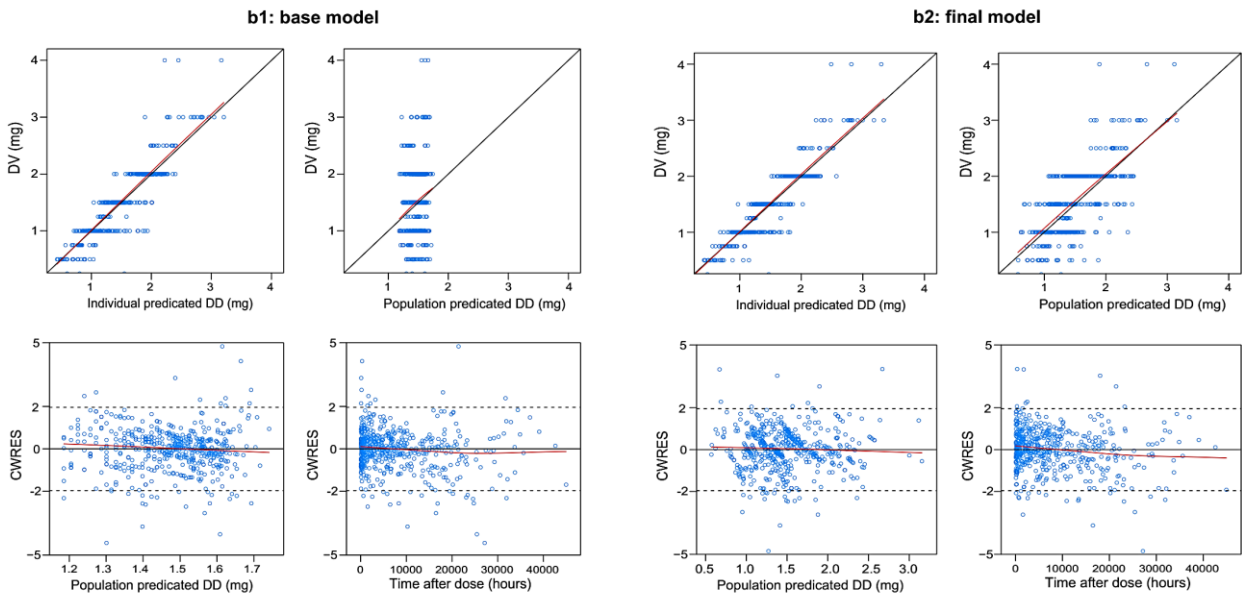 b1: base model
b2: final model
DV (mg)
4
3
2
1
1 2 3 4
Individual predicated DD (mg)
DV (mg)
4
3
2
1
1 2 3 4
Population predicated DD (mg)
DV (mg)
4
3
2
1
1 2 3 4
Individual predicated DD (mg)
DV (mg)
4
3
2
1
1 2 3 4
Population predicated DD (mg)
CWRES
5
2
0
−2
−5
1.2 1.3 1.4 1.5 1.6 1.7
Population predicated DD (mg)
CWRES
5
2
0
−2
−5
0 10000 20000 30000 40000
Time after dose (hours)
CWRES
5
2
0
−2
−5
0.5 1.0 1.5 2.0 2.5 3.0
Population predicated DD (mg)
CWRES
5
2
0
−2
−5
0 10000 20000 30000 40000
Time after dose (hours)